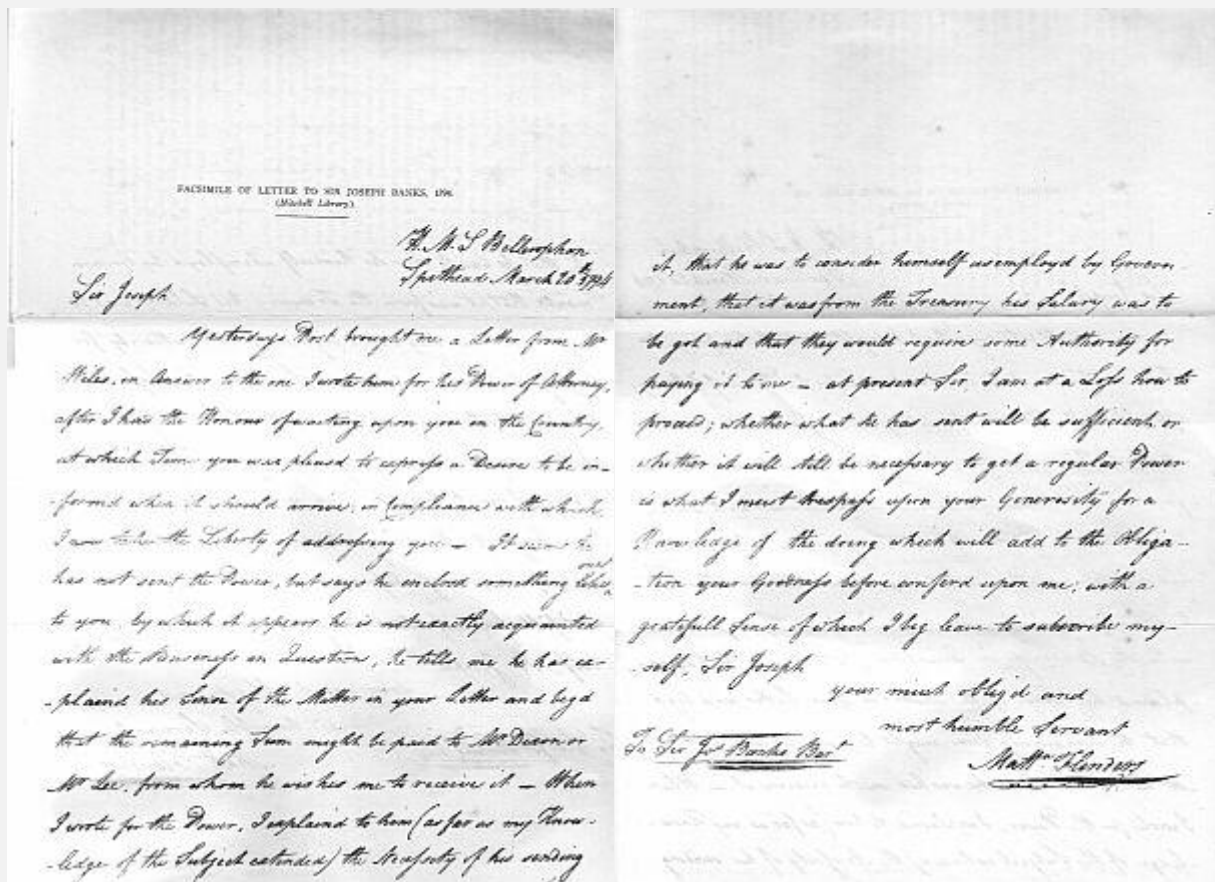 FACSIMILE OF LETTER TO SIR JOSEPH BANKS, 1794.
(Mitchell Library)
H. M. S Bellerophon
Spithead March 20th 1794
Sir Joseph
Yesterdays Post brought me a Letter from Mr
Wiles, in Answer to the one I wrote him for his Power of Attorney,
after I had the Honour of waiting upon you in the Country,
at which Time you was pleasd to express a Desire to be in-
-formd when it should arrive; in Compliance with which
I now take the Liberty of addressing you — It seems he
has not sent the Power, but says he enclosd something
to you by which it appears he is not exactly acquainted
with the Business in Question, he tells me he has ex-
-plaind his Sense of the Matter in your Letter and begd
that the remaining Sum might be paid to Mr Dixon or
Mr Lee, from whom he wishes me to receive it — When
I wrote for the Power, I explaind to him (as far as my Know-
-ledge of the Subject extended) the Necessity of his sending
it, that he was to consider himself as employd by Govern-
ment, that it was from the Treasury his Salary was to
be got and that they would require some Authority for
paying it to me — at present Sir, I am at a Loss how to
proceed; whether what he has sent will be sufficient or
whether it will still be necessary to get a regular Power
is what I must trespass upon your Generosity for a
Knowledge of the doing which will add to the Obliga-
-tion your Goodness before conferd upon me; with a
gratefull Sense of which I beg leave to subscribe my-
self, Sir Joseph
your much obligd and
most humble Servant
To Sir Jos Banks Bart
Mattw Flinders